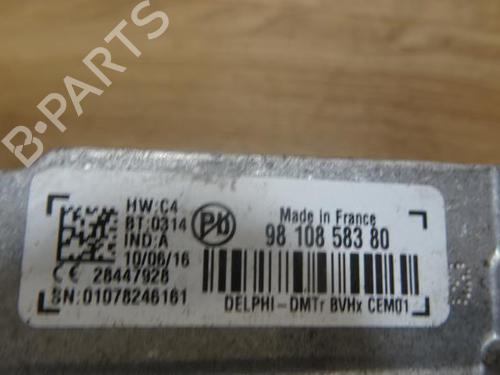 B-PARTS
HW:C4
BT:0314
IND:A
10/06/16
28447928
SN:01078246161
Made in France
98 108 583 80
DELPHI-DMTr BVHx CEM01